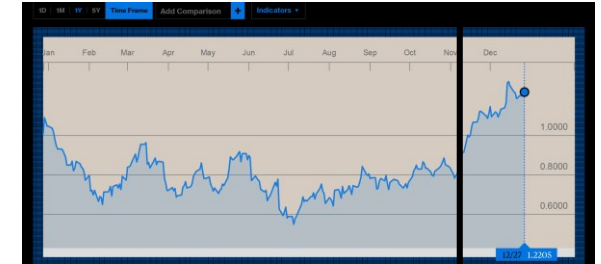 1D 1M 1Y 5Y Time Frame Add Comparison + Indicators
Jan Feb Mar Apr May Jun Jul Aug Sep Oct Nov Dec
1.0000
0.8000
0.6000
12/27 1.2205